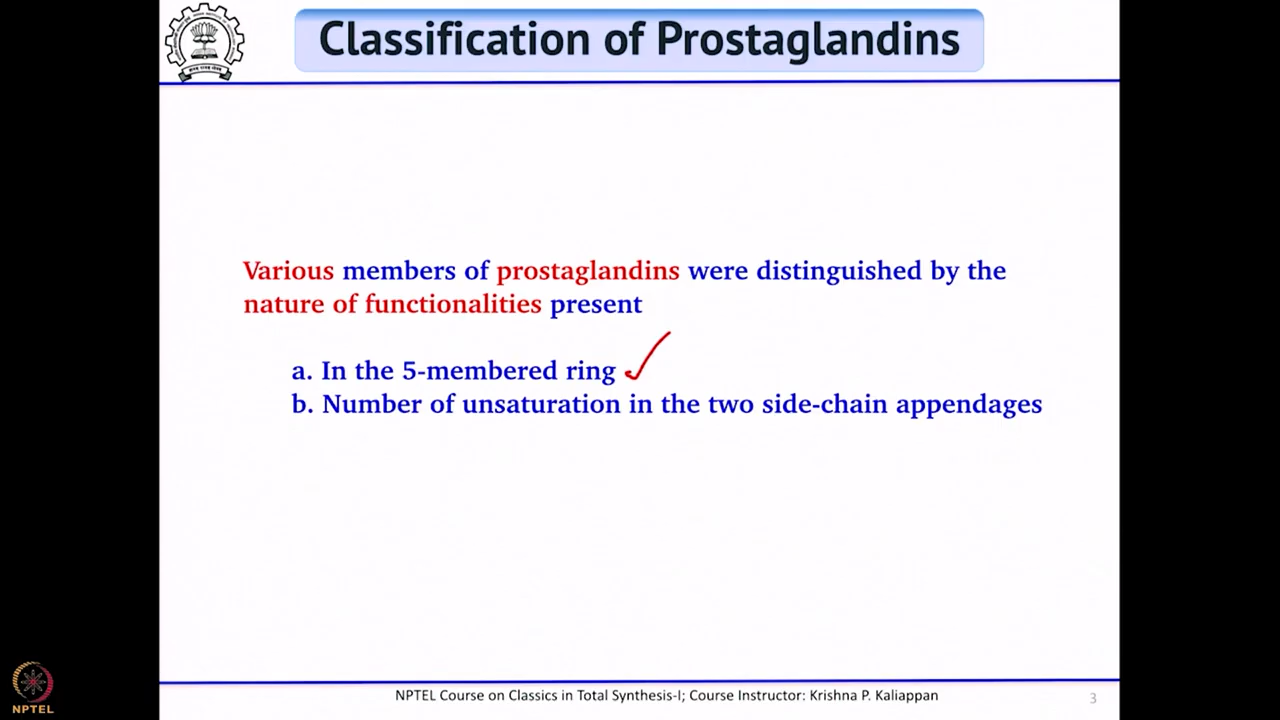 Classification of Prostaglandins
Various members of prostaglandins were distinguished by the
nature of functionalities present
a. In the 5-membered ring
b. Number of unsaturation in the two side-chain appendages
NPTEL Course on Classics in Total Synthesis-I; Course Instructor: Krishna P. Kaliappan
3
NPTEL